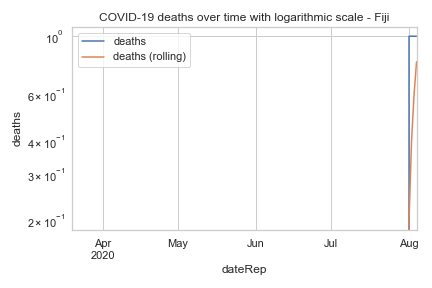 COVID-19 deaths over time with logarithmic scale - Fiji
10⁰
deaths
deaths (rolling)
6 × 10⁻¹
deaths
4 × 10⁻¹
3 × 10⁻¹
2 × 10⁻¹
Apr May Jun Jul Aug
2020
dateRep